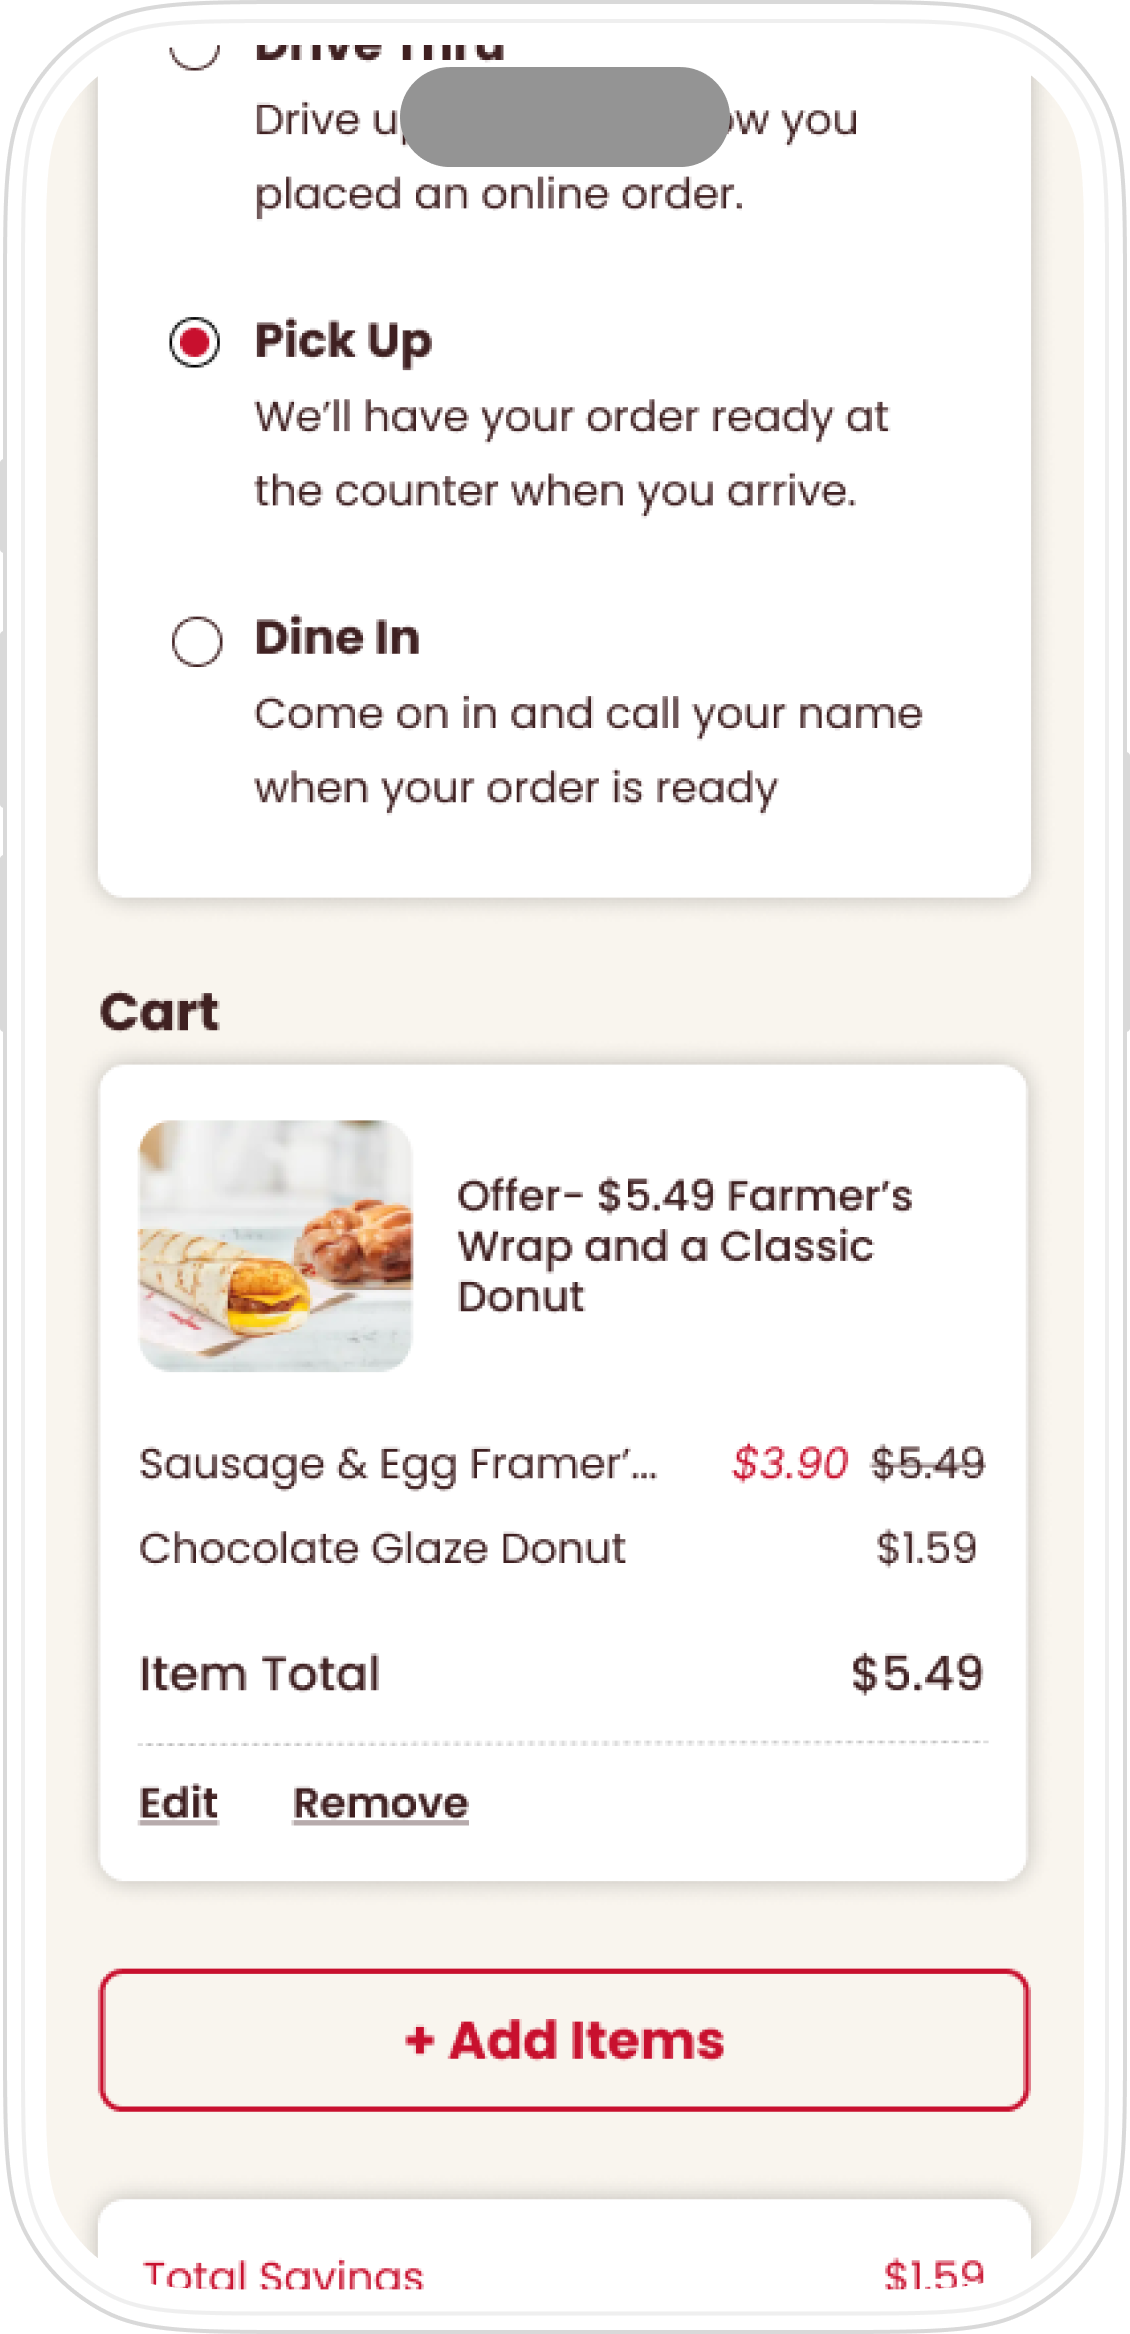 Drive Thru
Drive u ow you
placed an online order.
Pick Up
We’ll have your order ready at
the counter when you arrive.
Dine In
Come on in and call your name
when your order is ready
Cart
Offer- $5.49 Farmer’s
Wrap and a Classic
Donut
Sausage & Egg Framer’... $3.90 $5.49
Chocolate Glaze Donut $1.59
Item Total $5.49
Edit Remove
+ Add Items
Total Savings $1.59